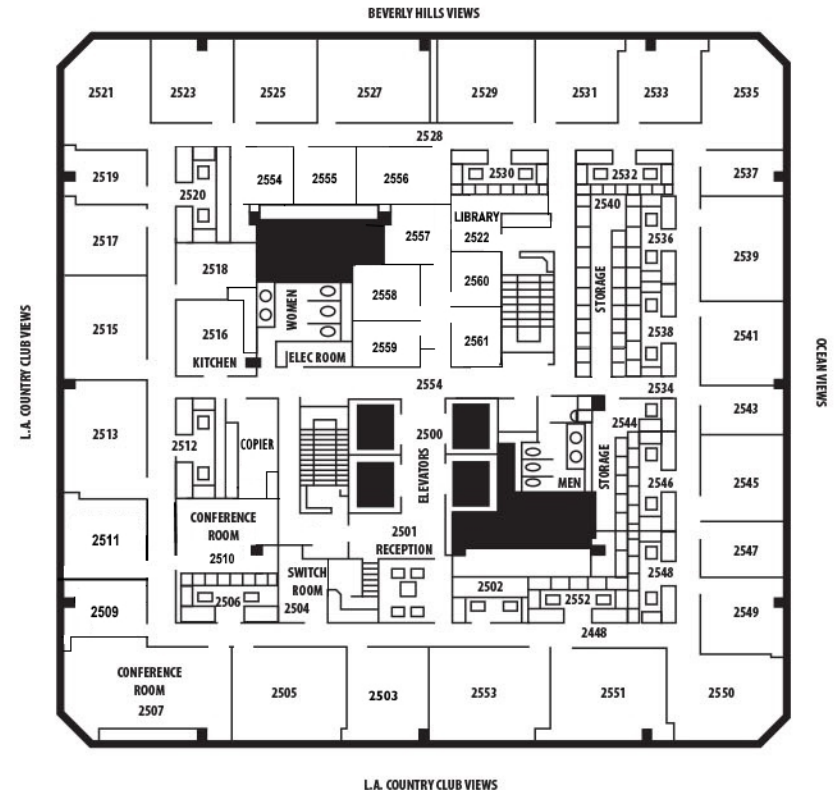 BEVERLY HILLS VIEWS
2521
2523
2525
2527
2529
2531
2533
2535
2528
2519
2520
2554
2555
2556
2530
2532
2537
2517
2557
LIBRARY
2522
2540
2536
2539
2518
2558
2560
STORAGE
WOMEN
2515
2516
KITCHEN
ELEC ROOM
2559
2561
2538
2541
L.A. COUNTRY CLUB VIEWS
OCEAN VIEWS
2554
2534
2513
2512
COPIER
2500
ELEVATORS
2544
2543
MEN
STORAGE
2546
2545
2511
CONFERENCE
ROOM
2510
2501
RECEPTION
2547
2509
2506
SWITCH
ROOM
2504
2502
2552
2548
2549
2448
CONFERENCE
ROOM
2507
2505
2503
2553
2551
2550
L.A. COUNTRY CLUB VIEWS